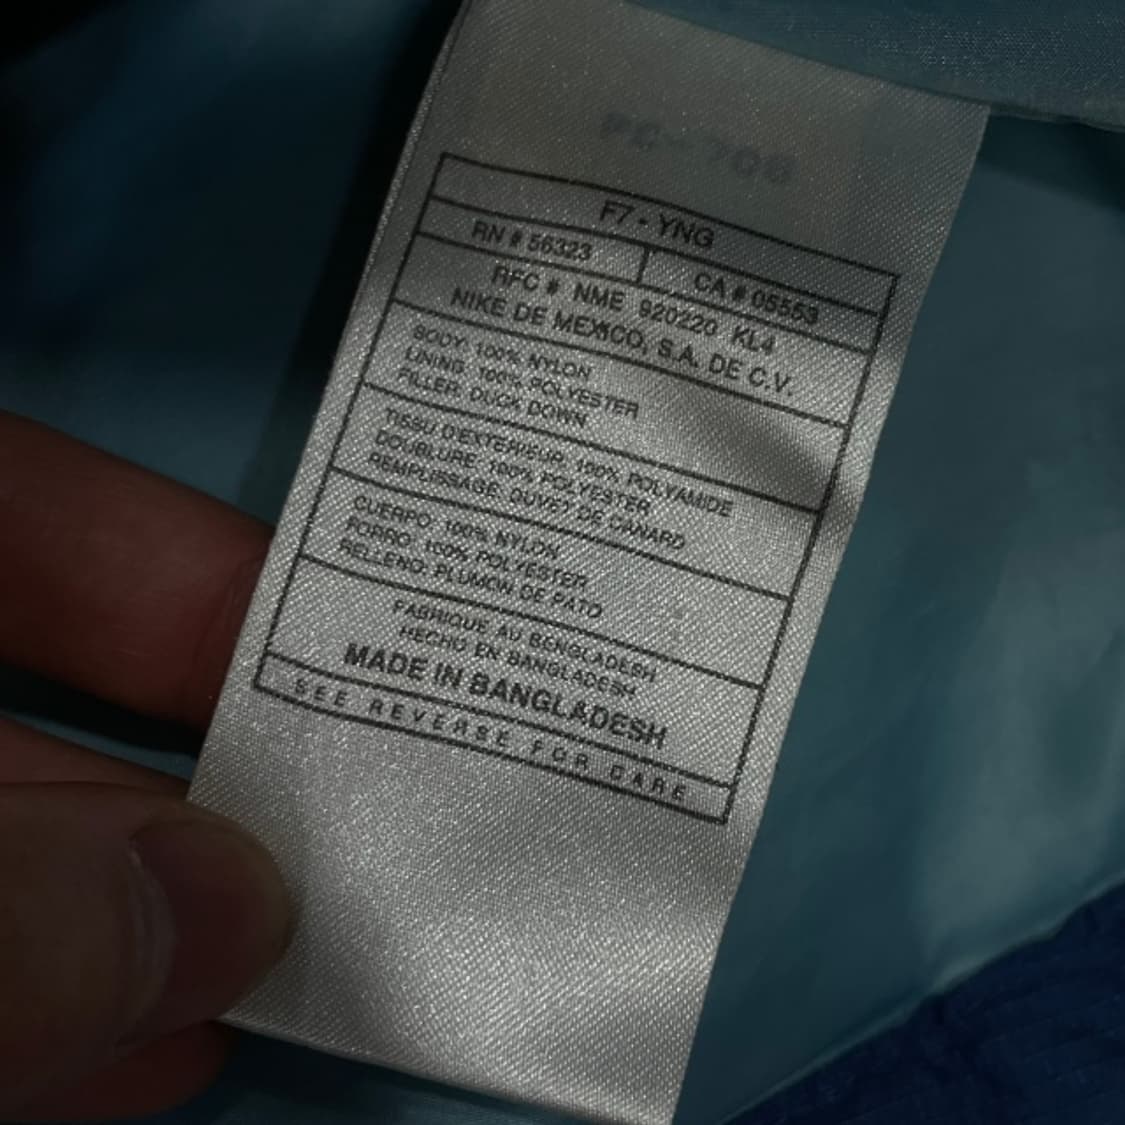 F7 - YNG
RN # 56323 CA # 05553
RFC # NME 920220 KL4
NIKE DE MEXICO, S.A. DE C.V.
BODY: 100% NYLON
LINING: 100% POLYESTER
FILLER: DUCK DOWN
TISSU D'EXTERIEUR: 100% POLYAMIDE
DOUBLURE: 100% POLYESTER
REMPLISSAGE: DUVET DE CANARD
CUERPO: 100% NYLON
FORRO: 100% POLYESTER
RELLENO: PLUMON DE PATO
FABRIQUE AU BENGLADESH
HECHO EN BANGLADESH
MADE IN BANGLADESH
SEE REVERSE FOR CARE